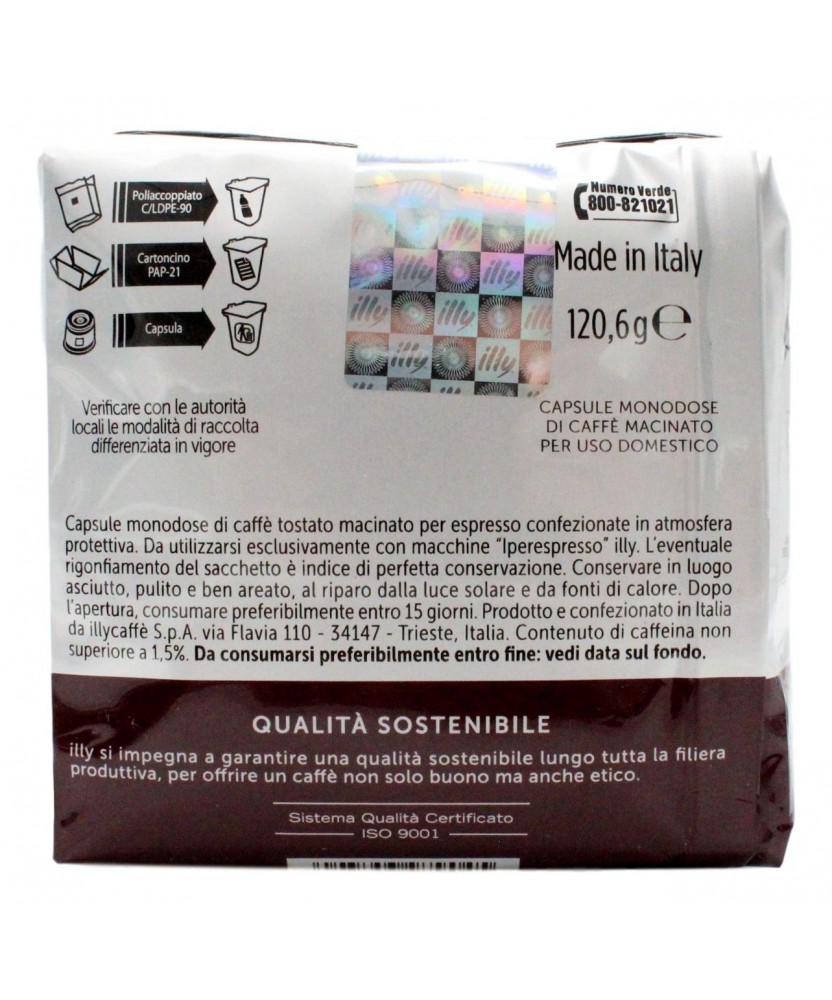 Poliaccoppiato
C/LDPE-90
Cartoncino
PAP-21
Capsula
Verificare con le autorità
locali le modalità di raccolta
differenziata in vigore
illy illy
illy illy
illy illy
Numero Verde
800-821021
Made in Italy
120,6g℮
CAPSULE MONODOSE
DI CAFFÈ MACINATO
PER USO DOMESTICO
Capsule monodose di caffè tostato macinato per espresso confezionate in atmosfera
protettiva. Da utilizzarsi esclusivamente con macchine "Iperespresso" illy. L'eventuale
rigonfiamento del sacchetto è indice di perfetta conservazione. Conservare in luogo
asciutto, pulito e ben areato, al riparo dalla luce solare e da fonti di calore. Dopo
l'apertura, consumare preferibilmente entro 15 giorni. Prodotto e confezionato in Italia
da illycaffè S.p.A. via Flavia 110 - 34147 - Trieste, Italia. Contenuto di caffeina non
superiore a 1,5%. Da consumarsi preferibilmente entro fine: vedi data sul fondo.
QUALITÀ SOSTENIBILE
illy si impegna a garantire una qualità sostenibile lungo tutta la filiera
produttiva, per offrire un caffè non solo buono ma anche etico.
Sistema Qualità Certificato
ISO 9001